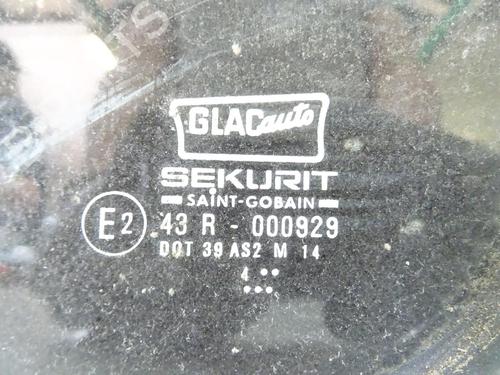 GLACauto
SEKURIT
SAINT-GOBAIN
E2 43 R - 000929
DOT 39 AS2 M 14
4